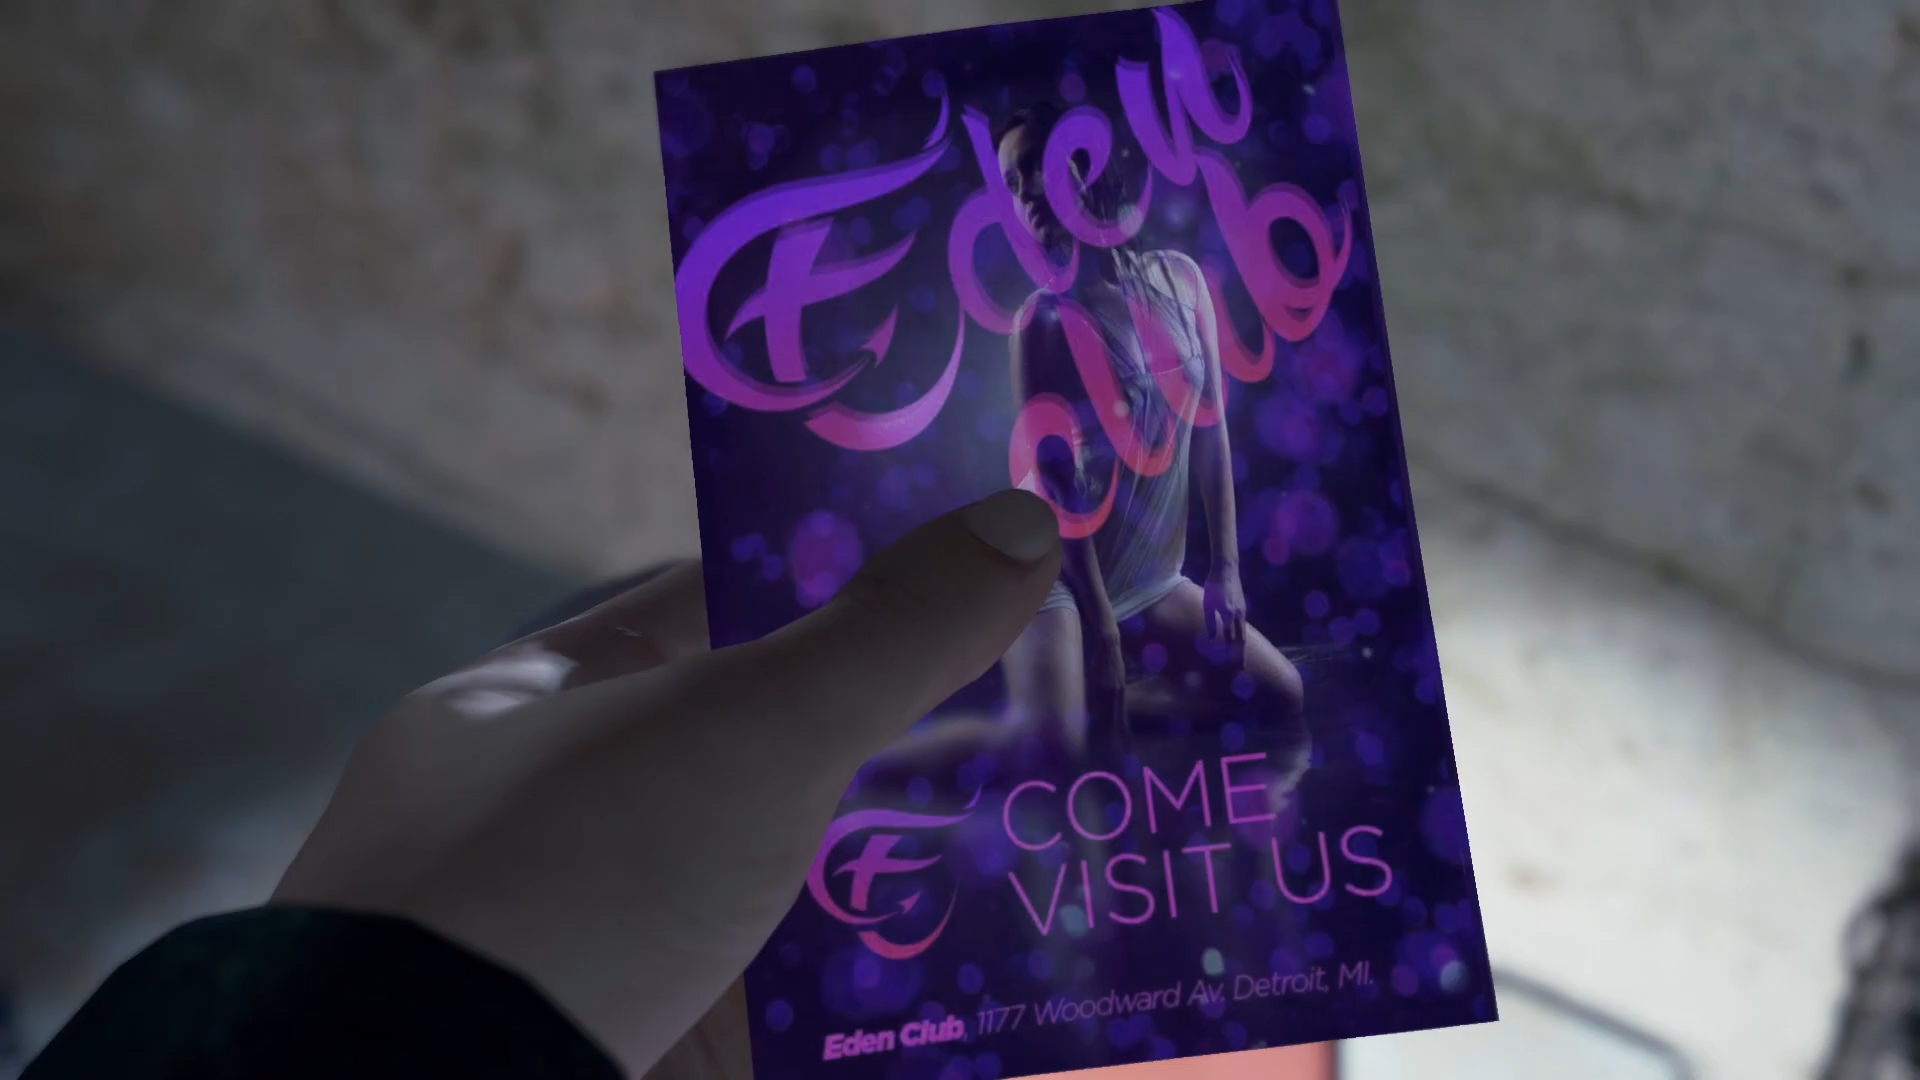 Eden
club
COME
VISIT US
Eden Club, 1177 Woodward Av. Detroit, MI.